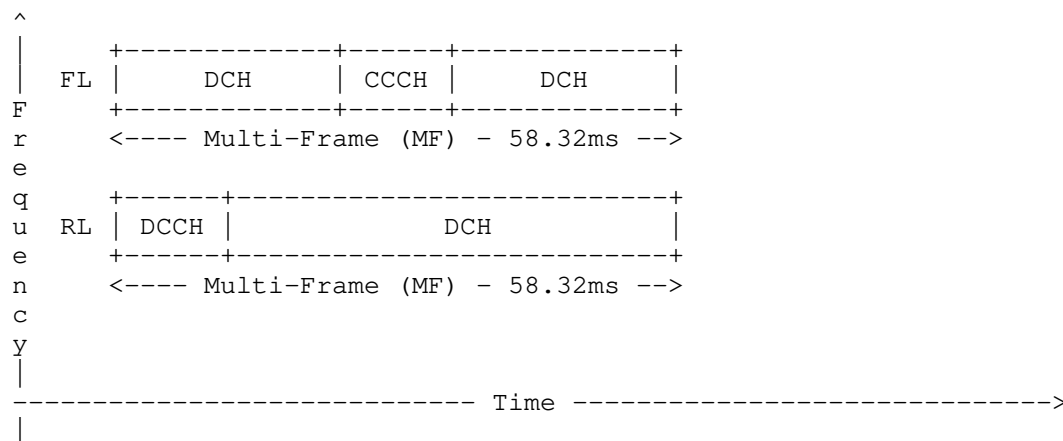 ^
|     +--------------+------+-------------+
|  FL |     DCH      | CCCH |     DCH     |
F     +--------------+------+-------------+
r     <---- Multi-Frame (MF) - 58.32ms -->
e
q     +------+----------------------------+
u  RL | DCCH |             DCH            |
e     +------+----------------------------+
n     <---- Multi-Frame (MF) - 58.32ms -->
c
y
|
----------------------------- Time ------------------------------>
|